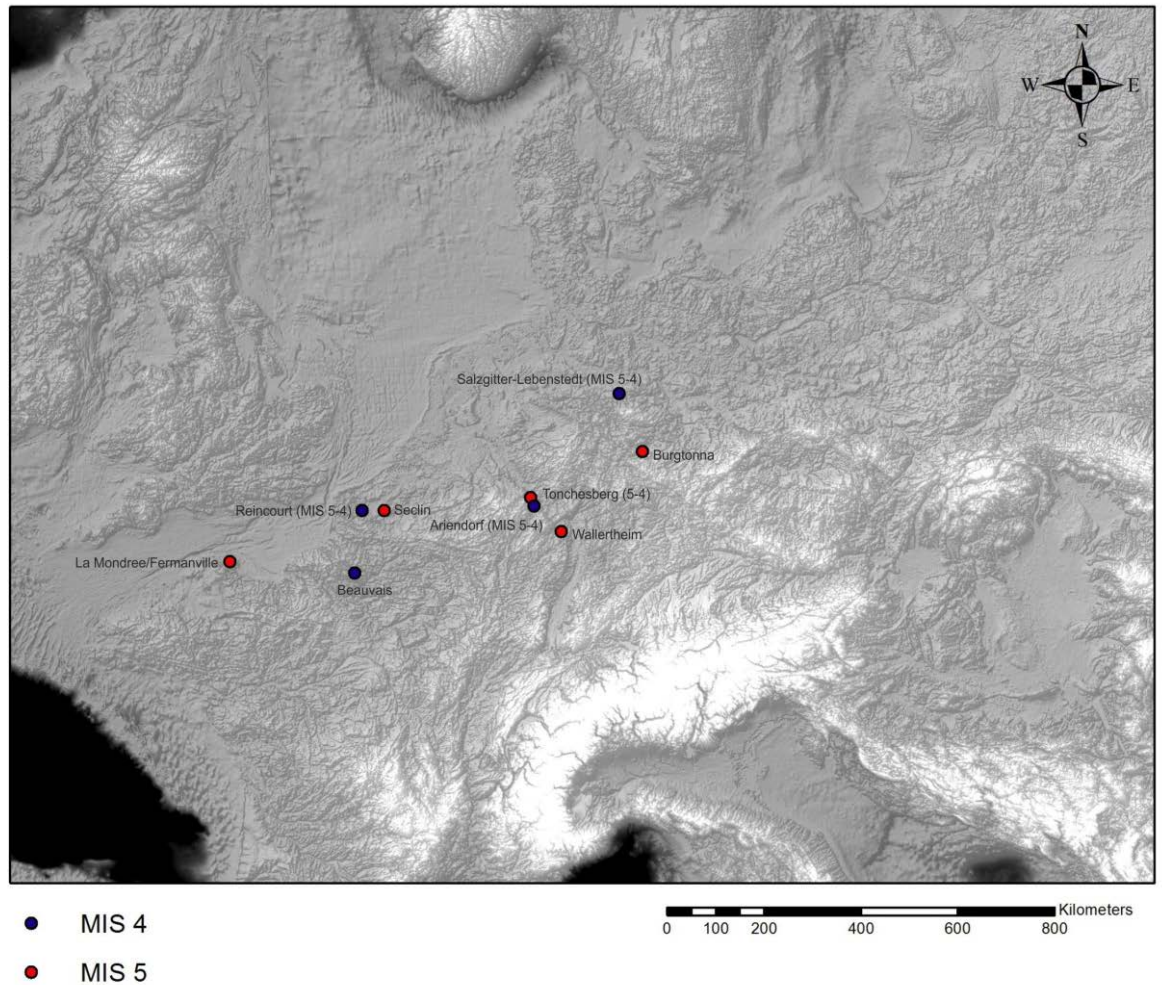 N
W E
S
Salzgitter-Lebenstedt (MIS 5-4)
Burgtonna
Tonchesberg (5-4)
Reincourt (MIS 5-4)
Seclin
Ariendorf (MIS 5-4)
Wallertheim
La Mondree/Fermanville
Beauvais
MIS 4
MIS 5
Kilometers
0 100 200 400 600 800